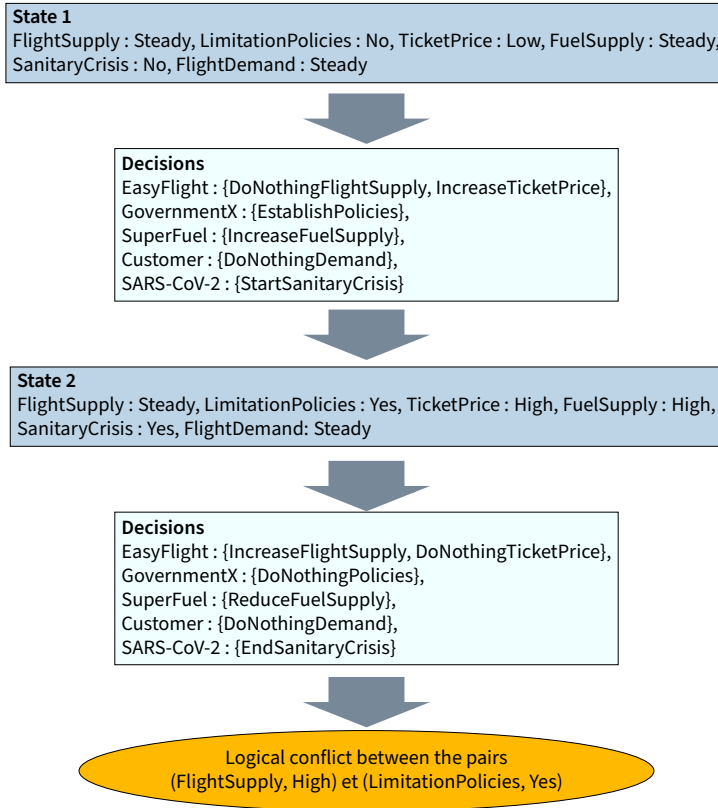 State 1
FlightSupply : Steady, LimitationPolicies : No, TicketPrice : Low, FuelSupply : Steady,
SanitaryCrisis : No, FlightDemand : Steady
Decisions
EasyFlight : {DoNothingFlightSupply, IncreaseTicketPrice},
GovernmentX : {EstablishPolicies},
SuperFuel : {IncreaseFuelSupply},
Customer : {DoNothingDemand},
SARS-CoV-2 : {StartSanitaryCrisis}
State 2
FlightSupply : Steady, LimitationPolicies : Yes, TicketPrice : High, FuelSupply : High,
SanitaryCrisis : Yes, FlightDemand: Steady
Decisions
EasyFlight : {IncreaseFlightSupply, DoNothingTicketPrice},
GovernmentX : {DoNothingPolicies},
SuperFuel : {ReduceFuelSupply},
Customer : {DoNothingDemand},
SARS-CoV-2 : {EndSanitaryCrisis}
Logical conflict between the pairs
(FlightSupply, High) et (LimitationPolicies, Yes)